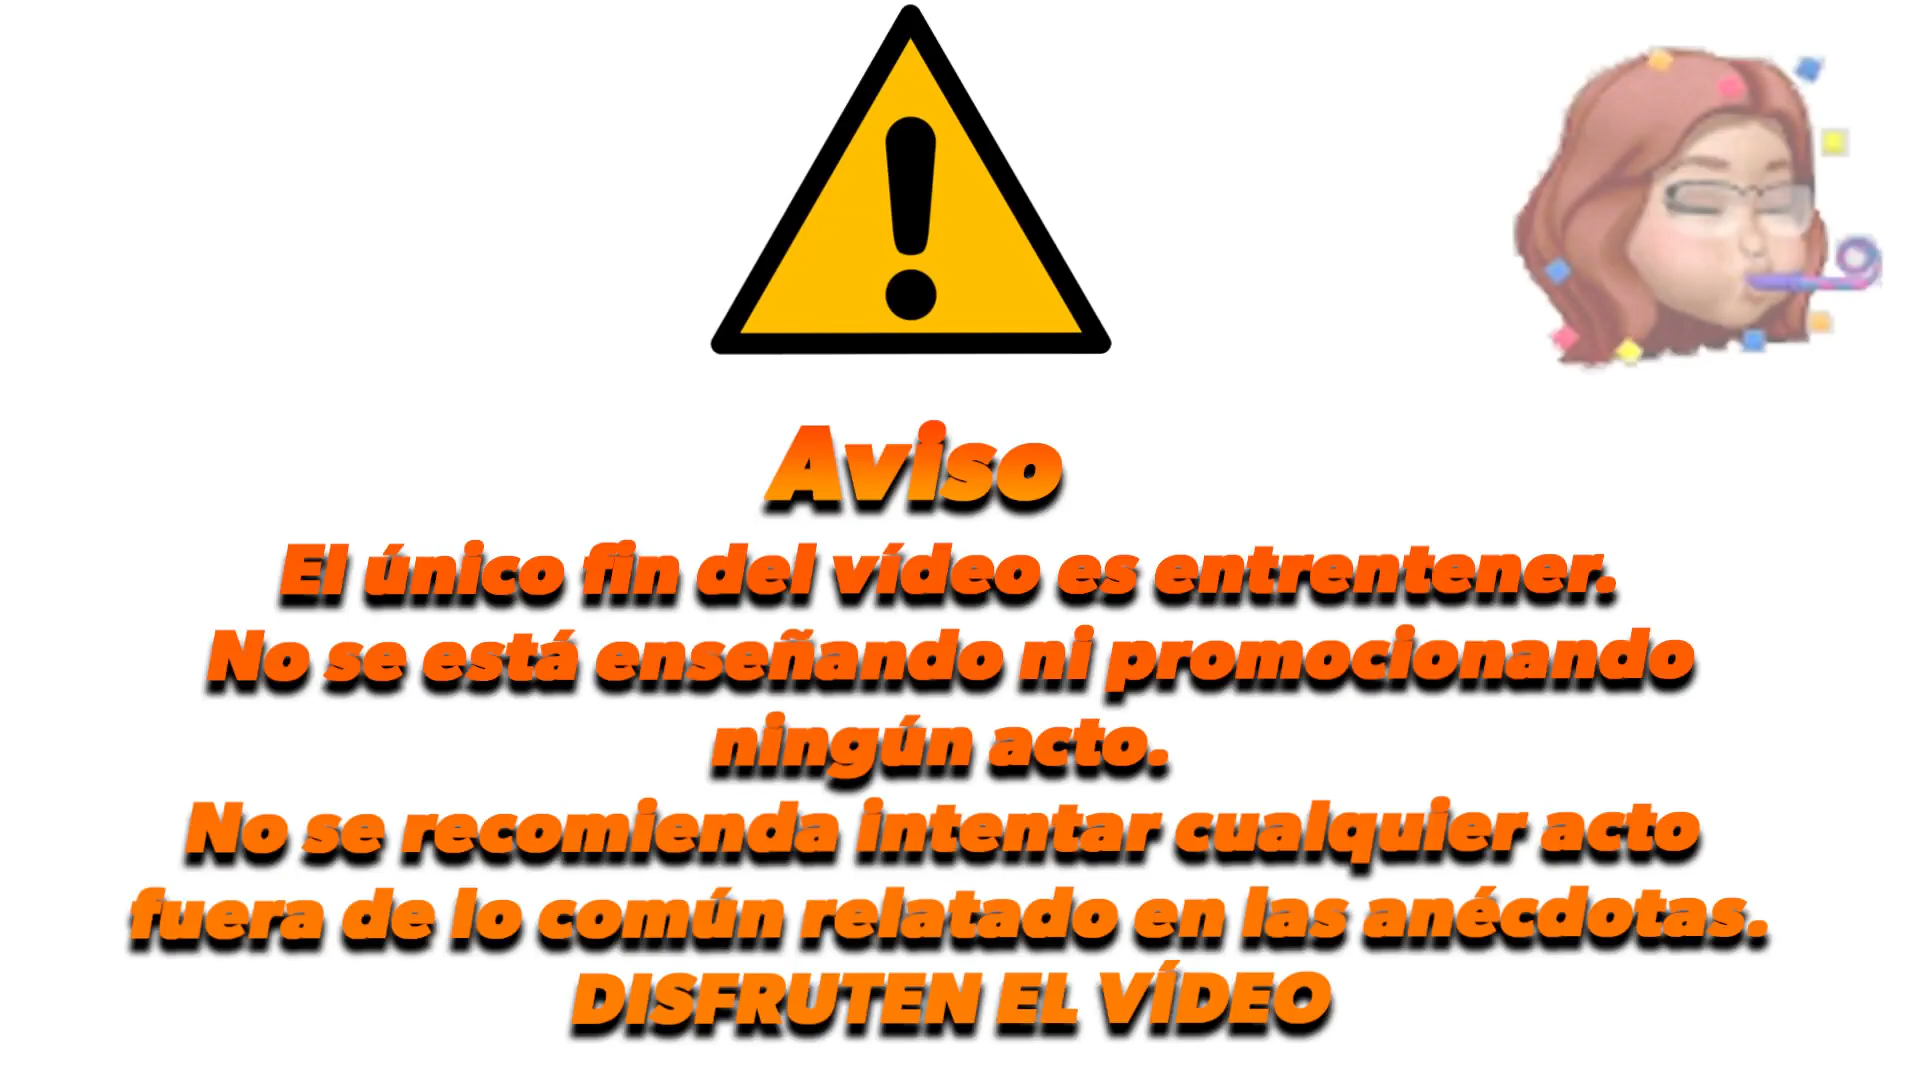 Aviso
El único fin del vídeo es entrentener.
No se está enseñando ni promocionando
ningún acto.
No se recomienda intentar cualquier acto
fuera de lo común relatado en las anécdotas.
DISFRUTEN EL VÍDEO